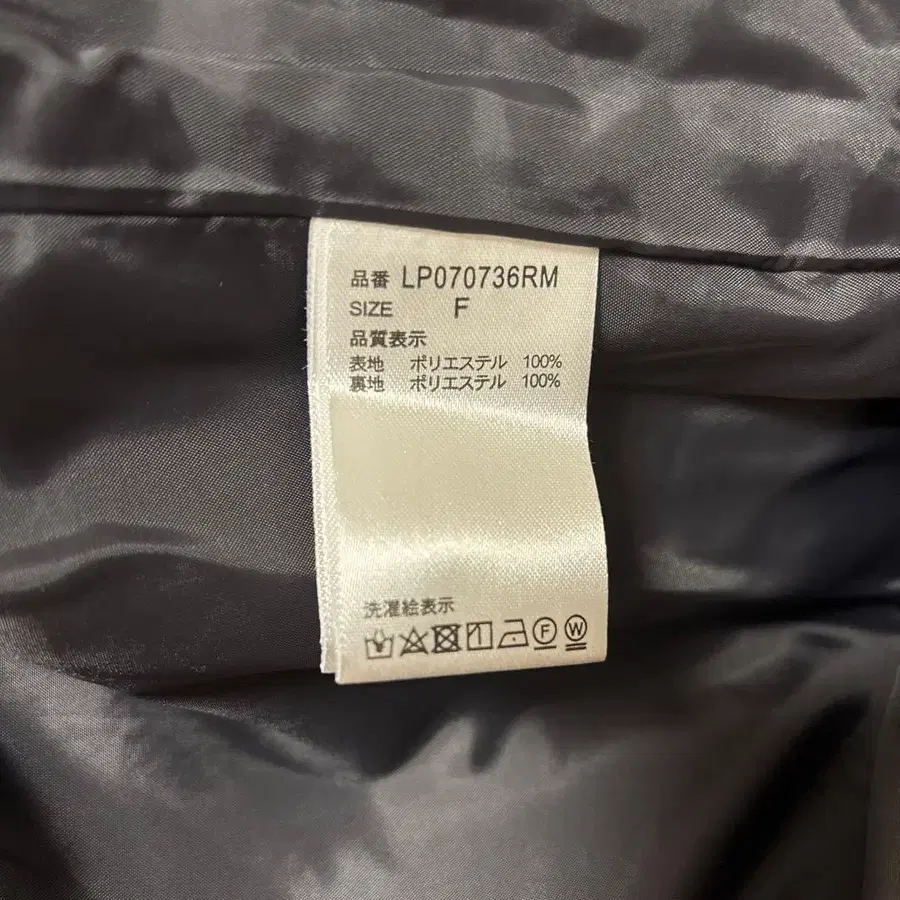 品番 LP070736RM
SIZE F
品質表示
表地 ポリエステル 100%
裏地 ポリエステル 100%
洗濯絵表示
F W